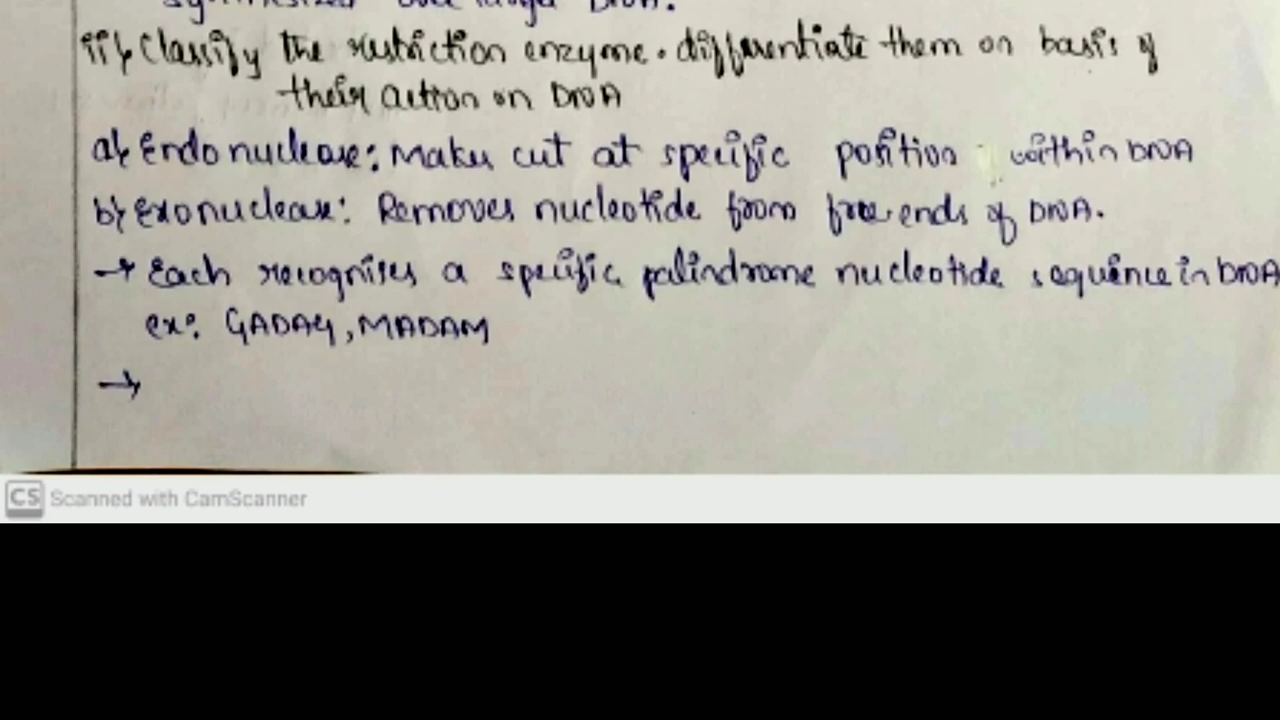 ii) Classify the restriction enzyme. differentiate them on basis of
their action on DNA
a) Endonuclease: Makes cut at specific position within DNA
b) Exonuclease: Removes nucleotide from free ends of DNA.
→ Each recognises a specific palindrome nucleotide sequence in DNA
ex: GADAG, MADAM
→
CS Scanned with CamScanner